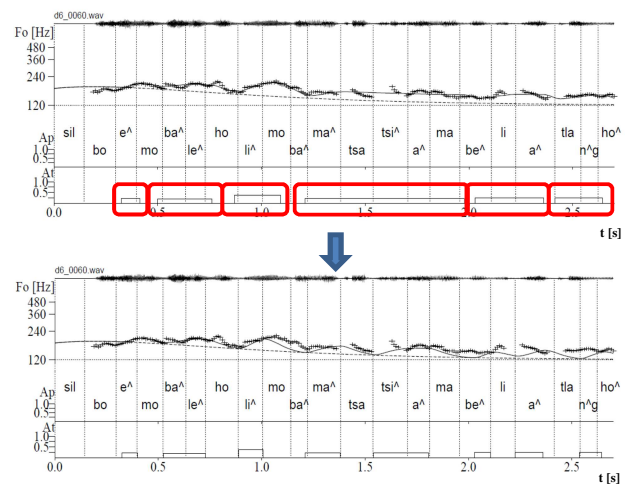 d6_0060.wav
Fo [Hz]
480
360
240
120
sil e^ ba^ ho mo ma^ tsi^ ma li tla ho^
bo mo le^ li^ ba^ tsa a^ be^ a^ n^g
Ap
1.0
0.5
At
1.0
0.5
0.0 0.5 1.0 1.5 2.0 2.5
t [s]
d6_0060.wav
Fo [Hz]
480
360
240
120
sil e^ ba^ ho mo ma^ tsi^ ma li tla ho^
bo mo le^ li^ ba^ tsa a^ be^ a^ n^g
Ap
1.0
0.5
At
1.0
0.5
0.0 0.5 1.0 1.5 2.0 2.5
t [s]